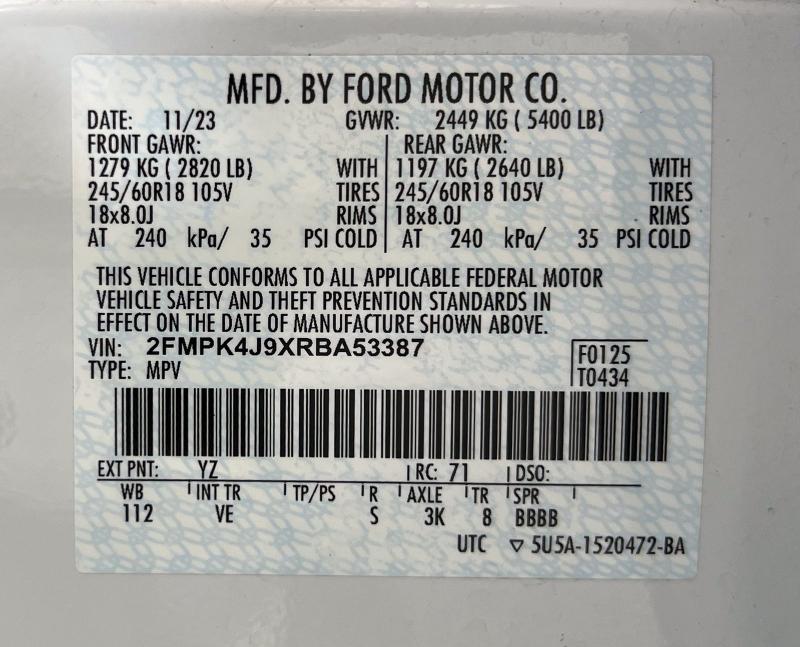 MFD. BY FORD MOTOR CO.
DATE: 11/23 GVWR: 2449 KG ( 5400 LB)
FRONT GAWR: REAR GAWR:
1279 KG ( 2820 LB) WITH 1197 KG ( 2640 LB) WITH
245/60R18 105V TIRES 245/60R18 105V TIRES
18x8.0J RIMS 18x8.0J RIMS
AT 240 kPa/ 35 PSI COLD AT 240 kPa/ 35 PSI COLD
THIS VEHICLE CONFORMS TO ALL APPLICABLE FEDERAL MOTOR
VEHICLE SAFETY AND THEFT PREVENTION STANDARDS IN
EFFECT ON THE DATE OF MANUFACTURE SHOWN ABOVE.
VIN: 2FMPK4J9XRBA53387 F0125
TYPE: MPV T0434
EXT PNT: YZ RC: 71 DSO:
WB INT TR TP/PS R AXLE TR SPR
112 VE S 3K 8 BBBB
UTC ▽ 5U5A-1520472-BA